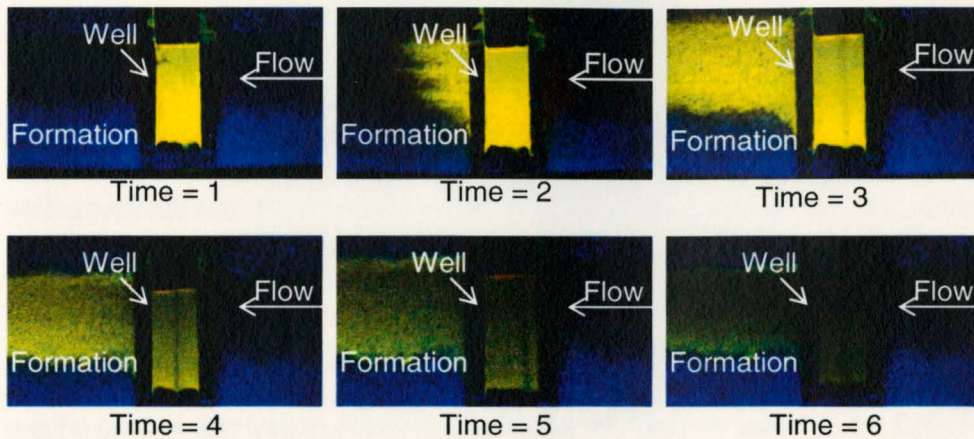 Well
Flow
Formation
Time = 1
Well
Flow
Formation
Time = 2
Well
Flow
Formation
Time = 3
Well
Flow
Formation
Time = 4
Well
Flow
Formation
Time = 5
Well
Flow
Formation
Time = 6